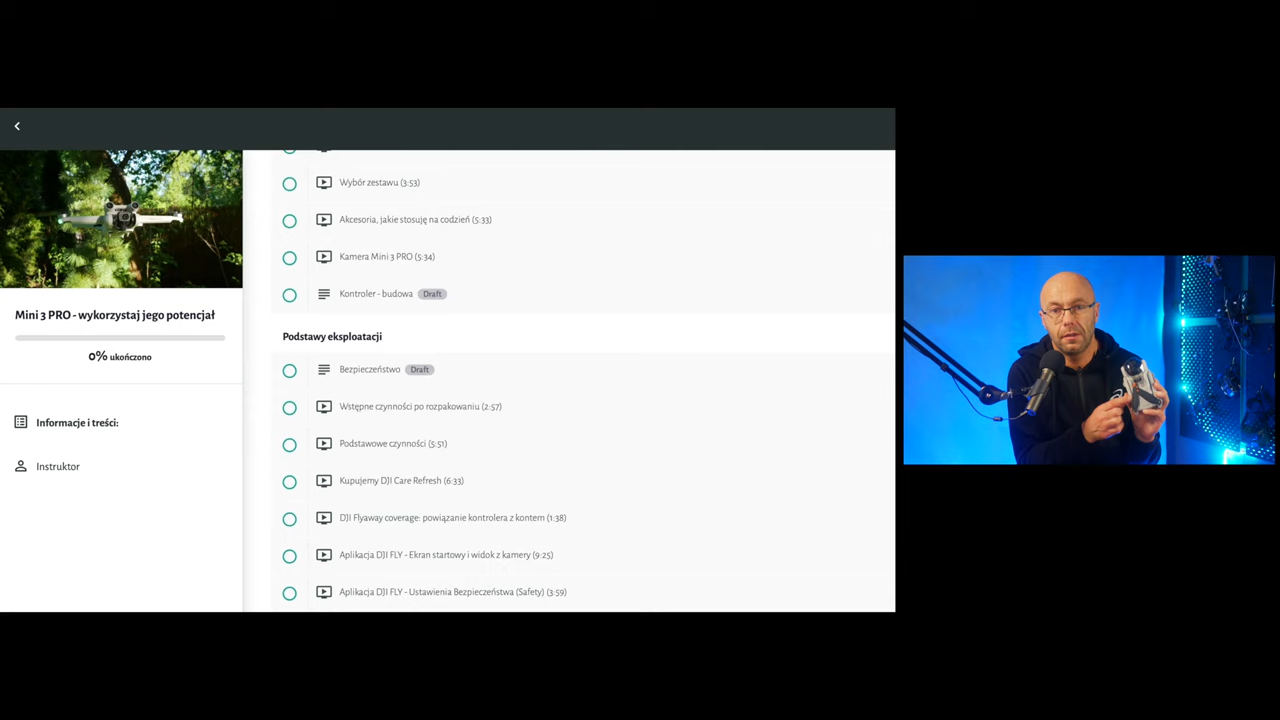 Wybór zestawu (3:53)
Akcesoria, jakie stosuję na codzień (5:33)
Kamera Mini 3 PRO (5:34)
Kontroler - budowa Draft
Mini 3 PRO - wykorzystaj jego potencjał
0% ukończono
Informacje i treści:
Instruktor
Podstawy eksploatacji
Bezpieczeństwo Draft
Wstępne czynności po rozpakowaniu (2:57)
Podstawowe czynności (5:51)
Kupujemy DJI Care Refresh (6:33)
DJI Flyaway coverage: powiązanie kontrolera z kontem (1:38)
Aplikacja DJI FLY - Ekran startowy i widok z kamery (9:25)
Aplikacja DJI FLY - Ustawienia Bezpieczeństwa (Safety) (3:59)